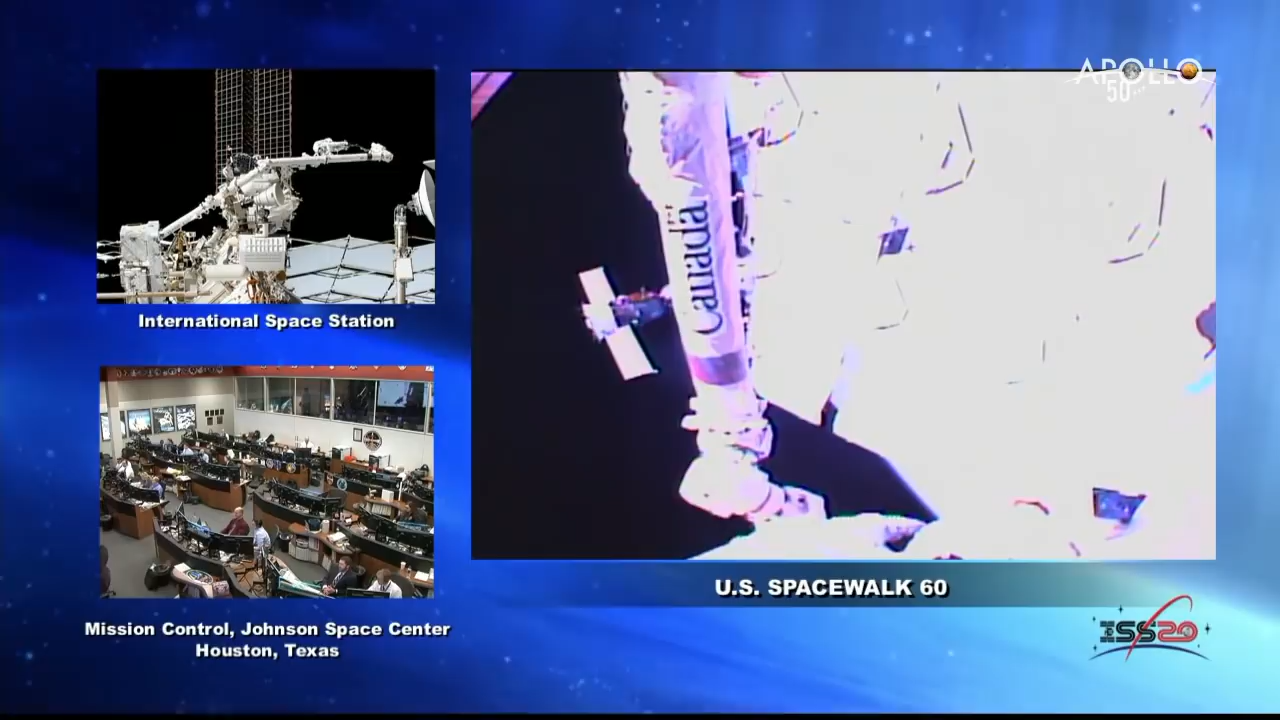 APOLLO
50
Canada
International Space Station
U.S. SPACEWALK 60
ISS20
Mission Control, Johnson Space Center
Houston, Texas